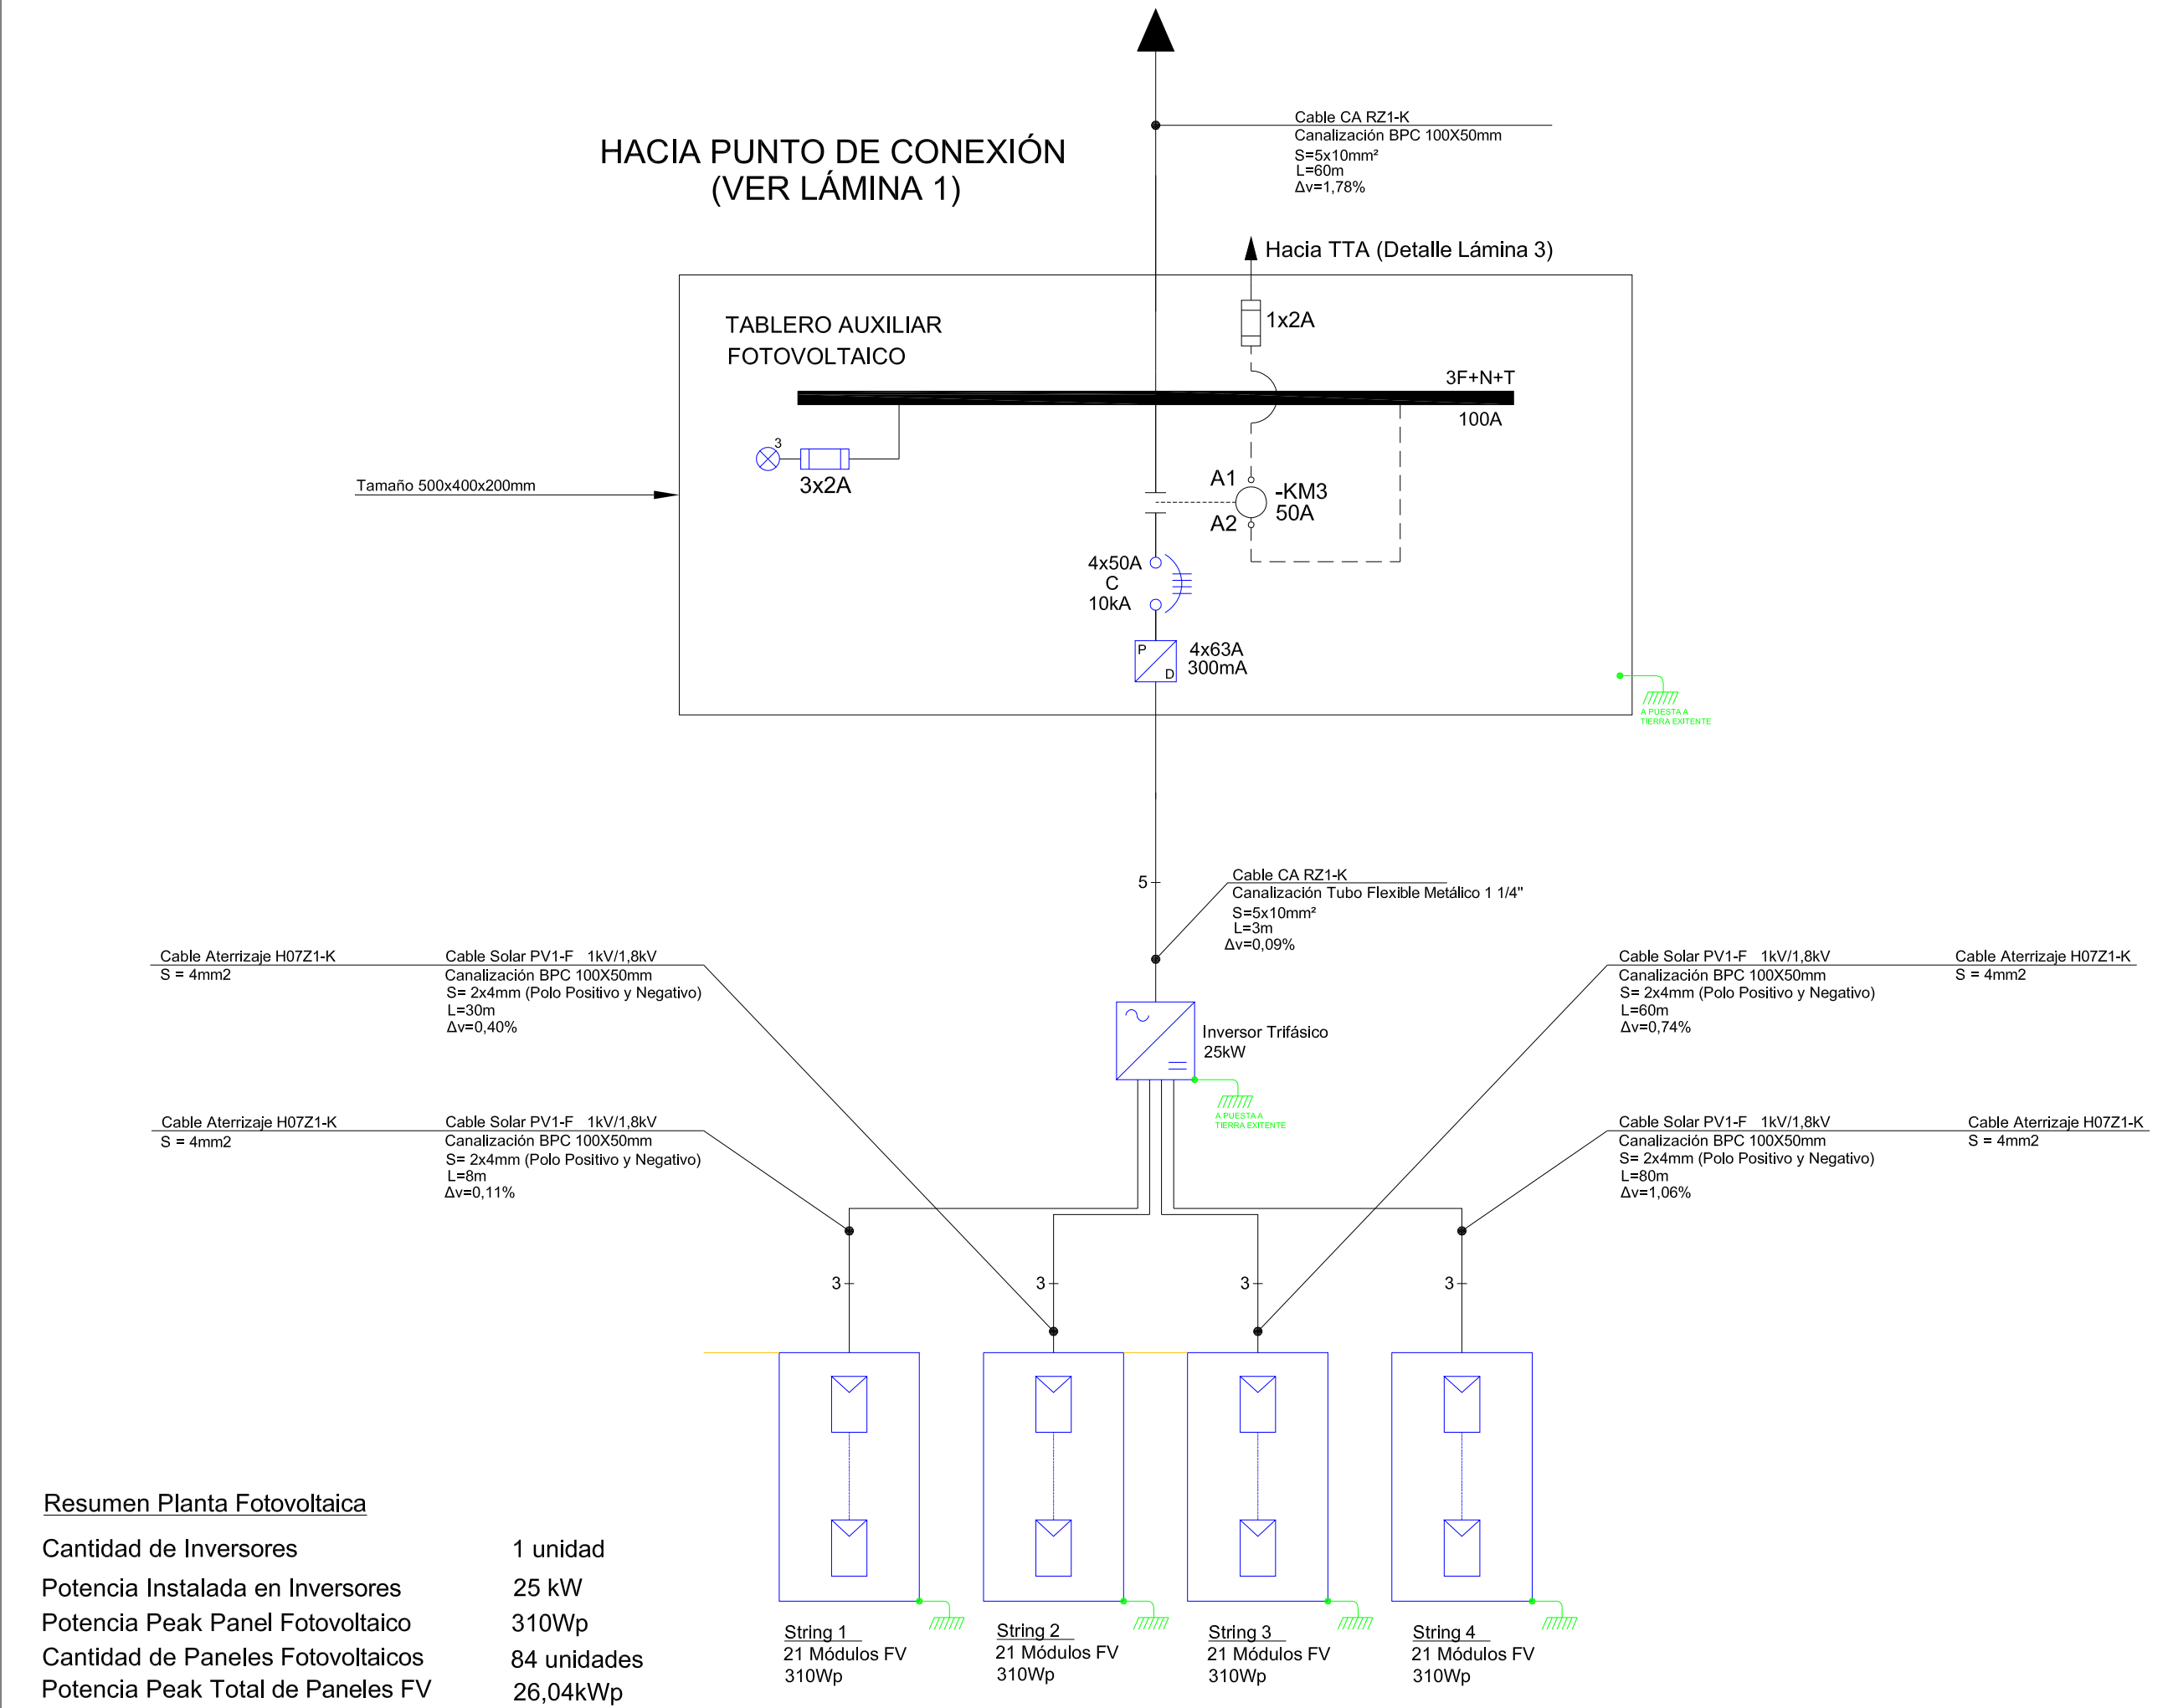 Cable CA RZ1-K
Canalización BPC 100X50mm
S=5x10mm²
L=60m
Δv=1,78%
HACIA PUNTO DE CONEXIÓN
(VER LÁMINA 1)
Hacia TTA (Detalle Lámina 3)
TABLERO AUXILIAR
FOTOVOLTAICO
1x2A
3F+N+T
100A
3
3x2A
Tamaño 500x400x200mm
A1
-KM3
50A
A2
4x50A
C
10kA
P
D
4x63A
300mA
A PUESTA A
TIERRA EXITENTE
5
Cable CA RZ1-K
Canalización Tubo Flexible Metálico 1 1/4"
S=5x10mm²
L=3m
Δv=0,09%
Cable Aterrizaje H07Z1-K
S = 4mm2
Cable Solar PV1-F 1kV/1,8kV
Canalización BPC 100X50mm
S= 2x4mm (Polo Positivo y Negativo)
L=30m
Δv=0,40%
Cable Solar PV1-F 1kV/1,8kV
Canalización BPC 100X50mm
S= 2x4mm (Polo Positivo y Negativo)
L=60m
Δv=0,74%
Cable Aterrizaje H07Z1-K
S = 4mm2
Inversor Trifásico
25kW
A PUESTA A
TIERRA EXITENTE
Cable Aterrizaje H07Z1-K
S = 4mm2
Cable Solar PV1-F 1kV/1,8kV
Canalización BPC 100X50mm
S= 2x4mm (Polo Positivo y Negativo)
L=8m
Δv=0,11%
Cable Solar PV1-F 1kV/1,8kV
Canalización BPC 100X50mm
S= 2x4mm (Polo Positivo y Negativo)
L=80m
Δv=1,06%
Cable Aterrizaje H07Z1-K
S = 4mm2
3
3
3
3
String 1
21 Módulos FV
310Wp
String 2
21 Módulos FV
310Wp
String 3
21 Módulos FV
310Wp
String 4
21 Módulos FV
310Wp
Resumen Planta Fotovoltaica
Cantidad de Inversores 1 unidad
Potencia Instalada en Inversores 25 kW
Potencia Peak Panel Fotovoltaico 310Wp
Cantidad de Paneles Fotovoltaicos 84 unidades
Potencia Peak Total de Paneles FV 26,04kWp